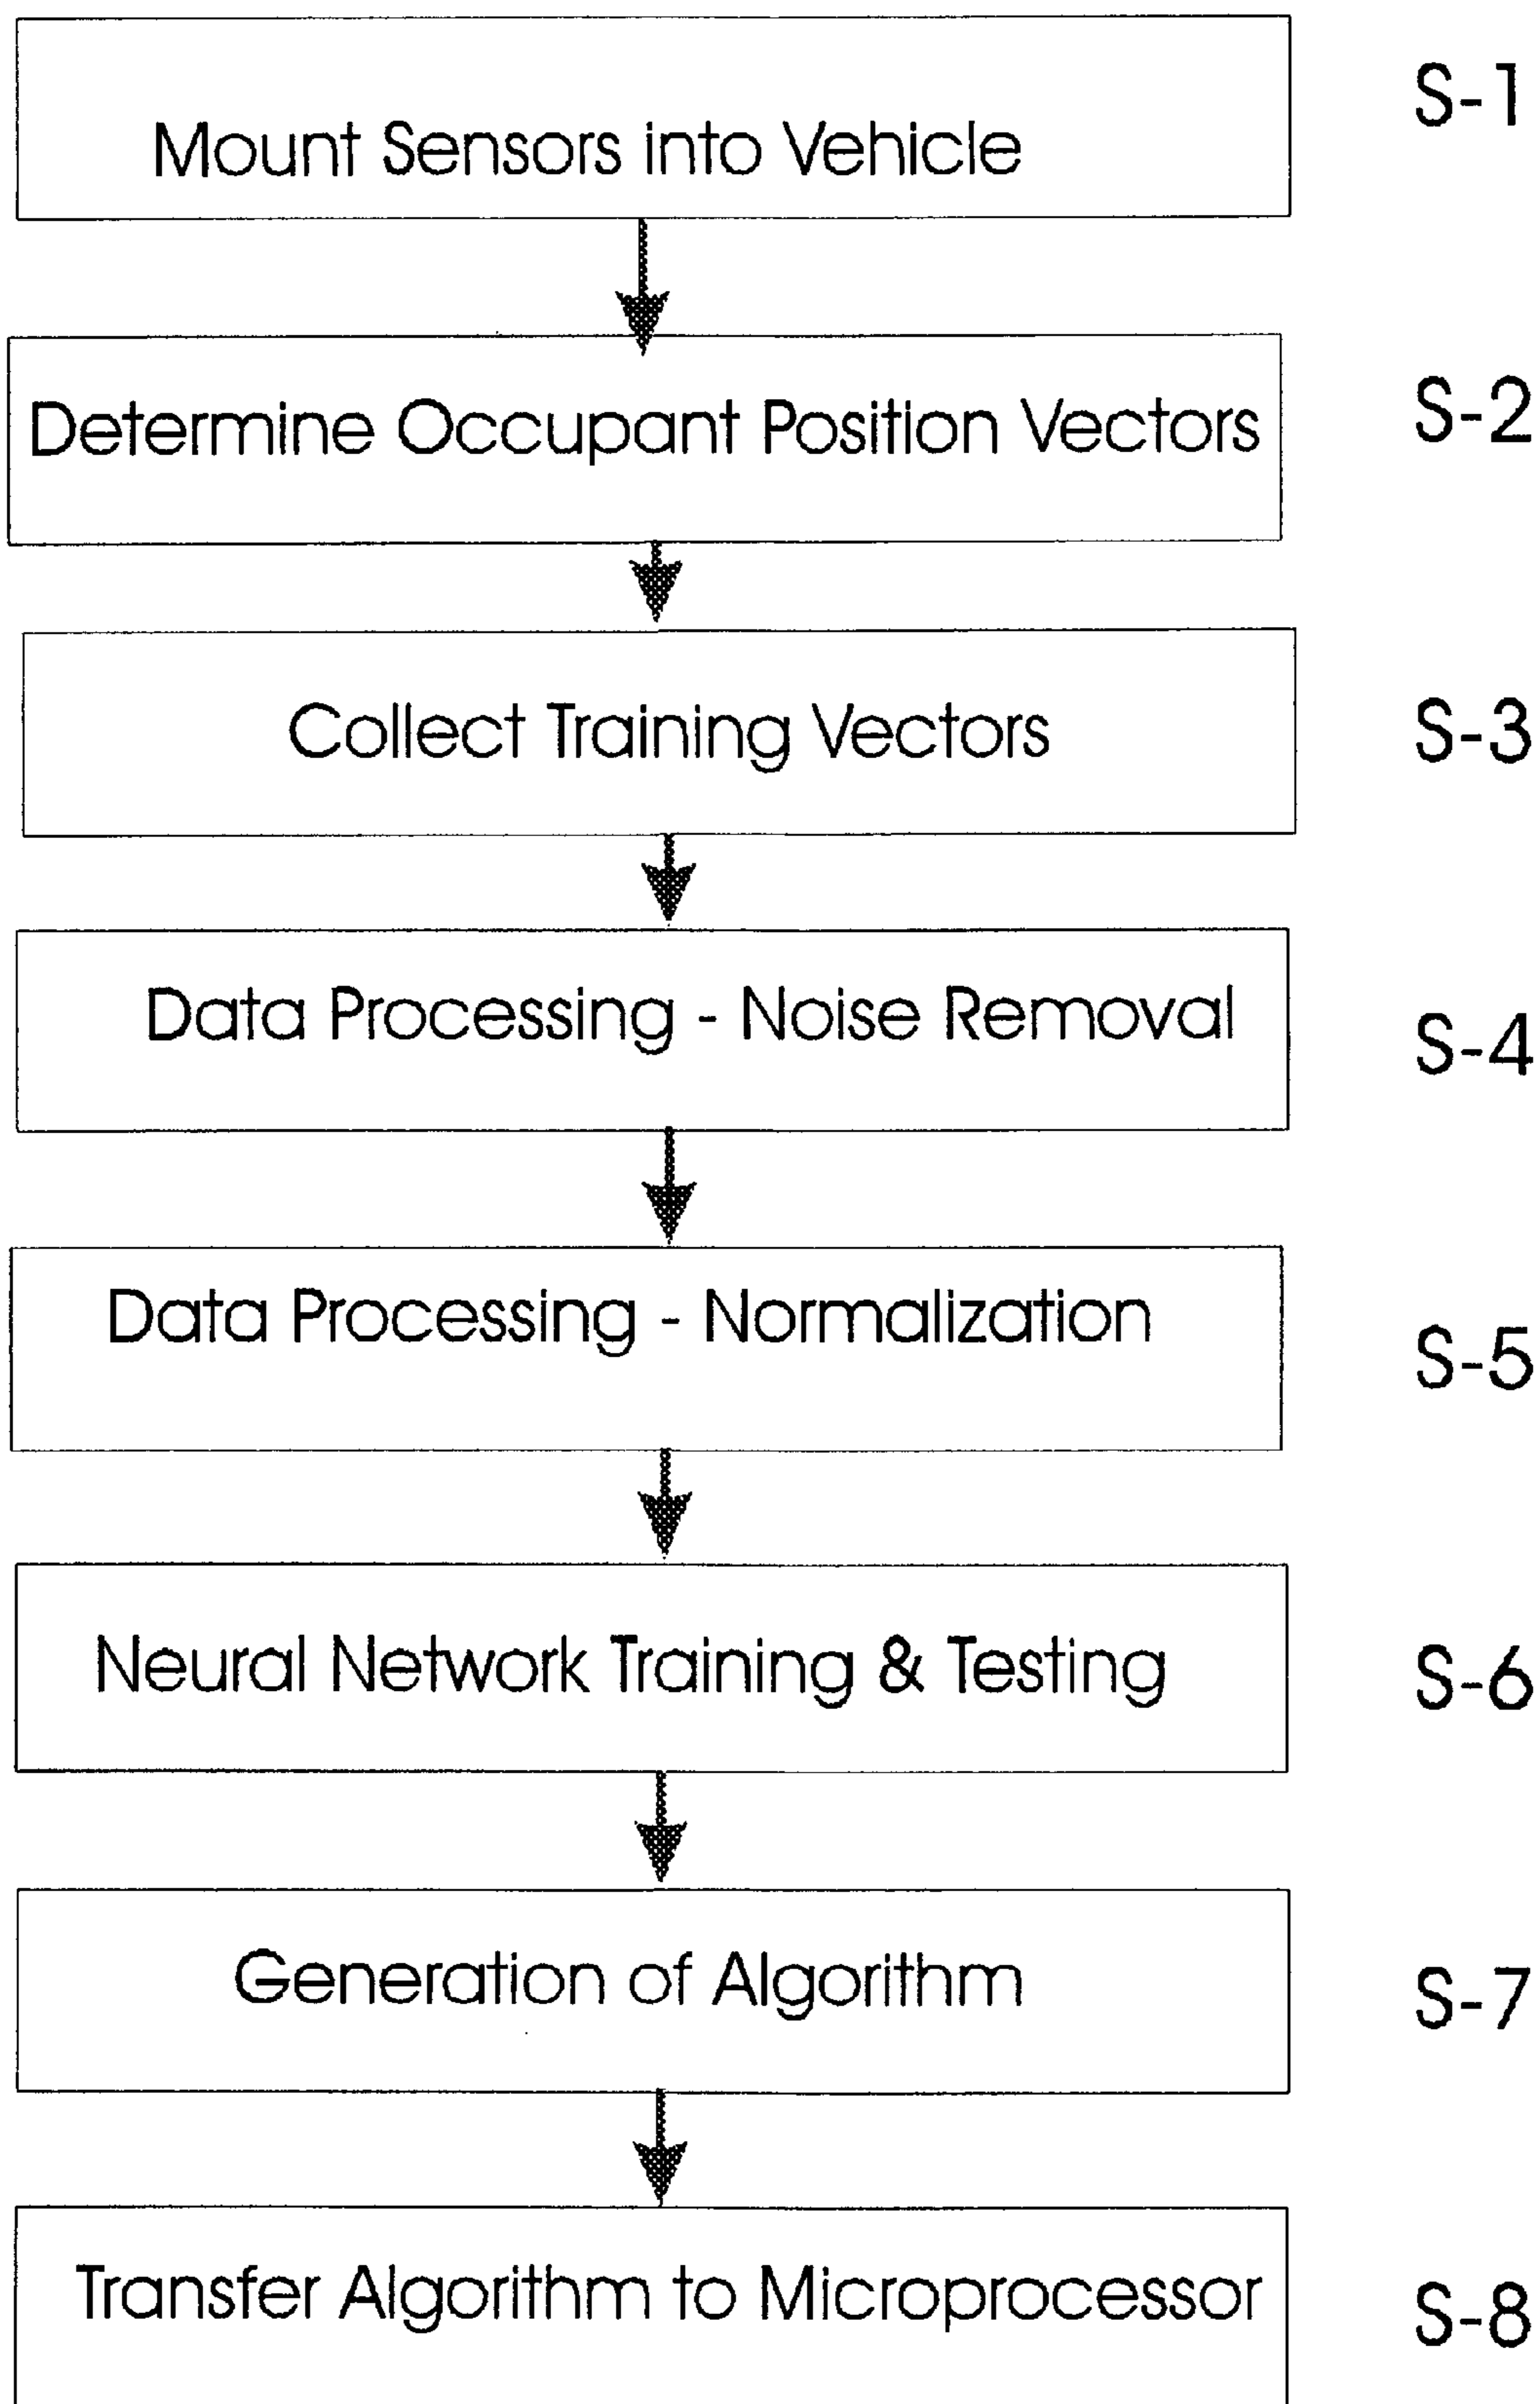 Mount Sensors into Vehicle
S-1
Determine Occupant Position Vectors
S-2
Collect Training Vectors
S-3
Data Processing - Noise Removal
S-4
Data Processing - Normalization
S-5
Neural Network Training & Testing
S-6
Generation of Algorithm
S-7
Transfer Algorithm to Microprocessor
S-8